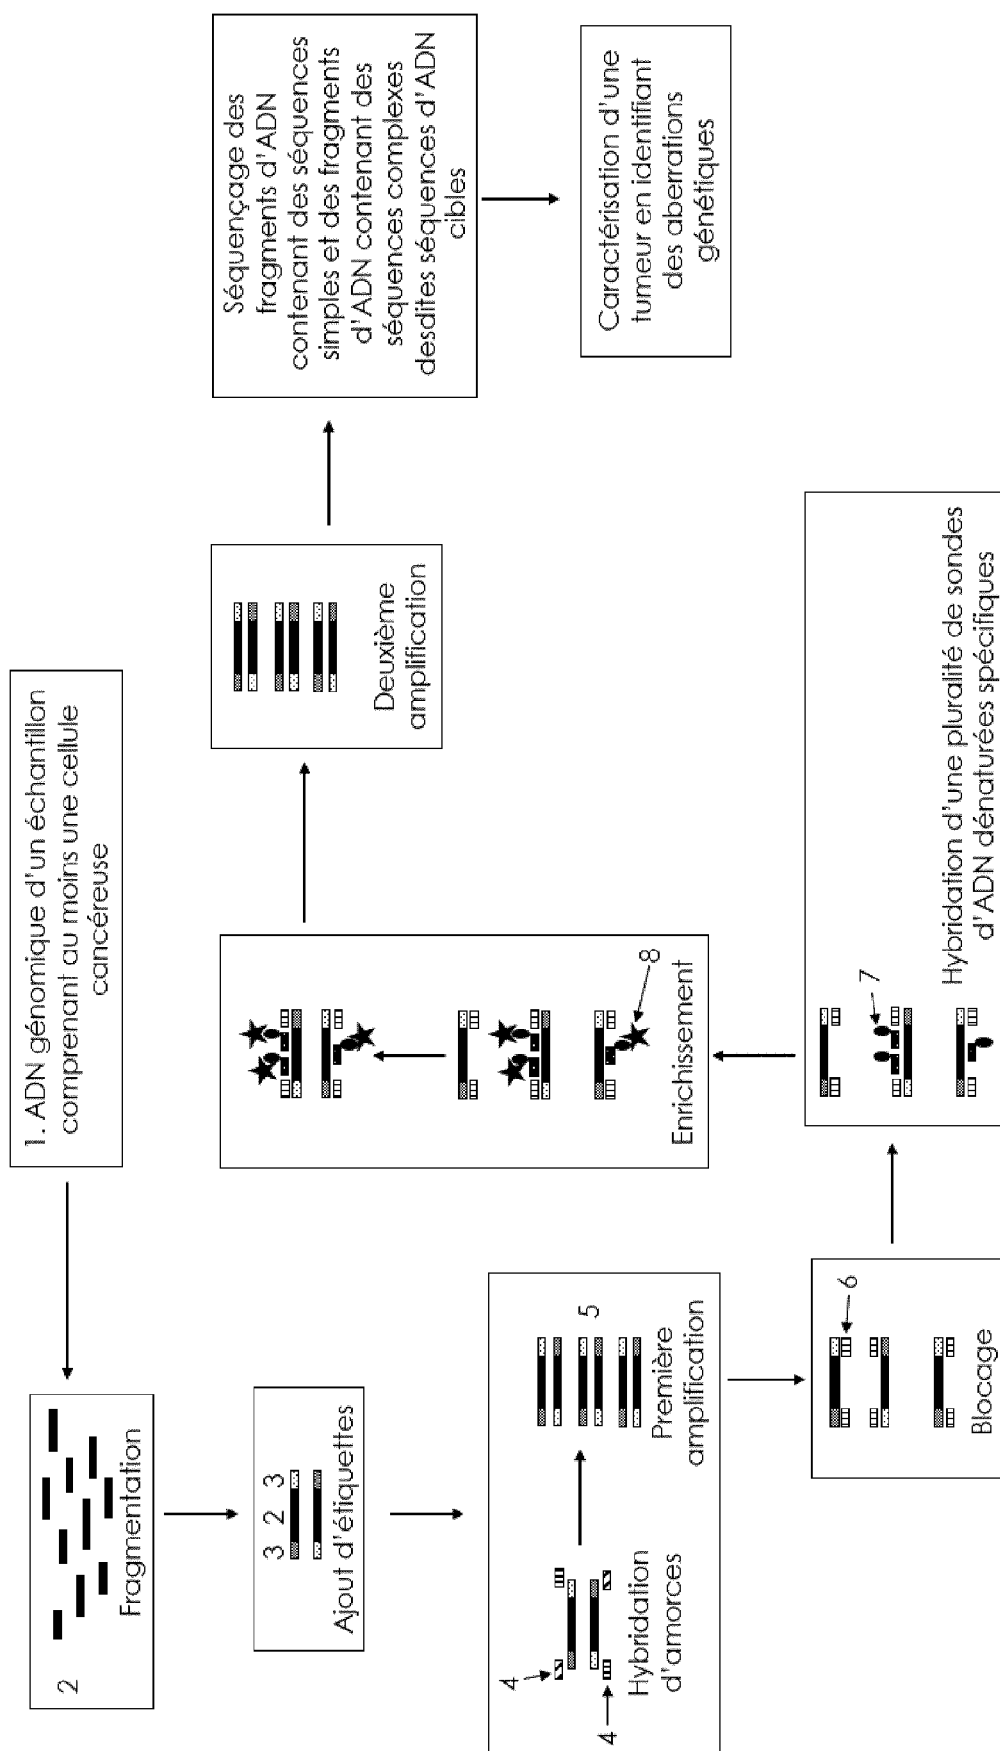 1. ADN génomique d'un échantillon
comprenant au moins une cellule
cancéreuse
2
Fragmentation
3 2 3
Ajout d'étiquettes
4
4
Hybridation
d'amorces
5
Première
amplification
6
Blocage
7
Hybridation d'une pluralité de sondes
d'ADN dénaturées spécifiques
8
Enrichissement
Deuxième
amplification
Séquençage des
fragments d'ADN
contenant des séquences
simples et des fragments
d'ADN contenant des
séquences complexes
desdites séquences d'ADN
cibles
Caractérisation d'une
tumeur en identifiant
des aberrations
génétiques